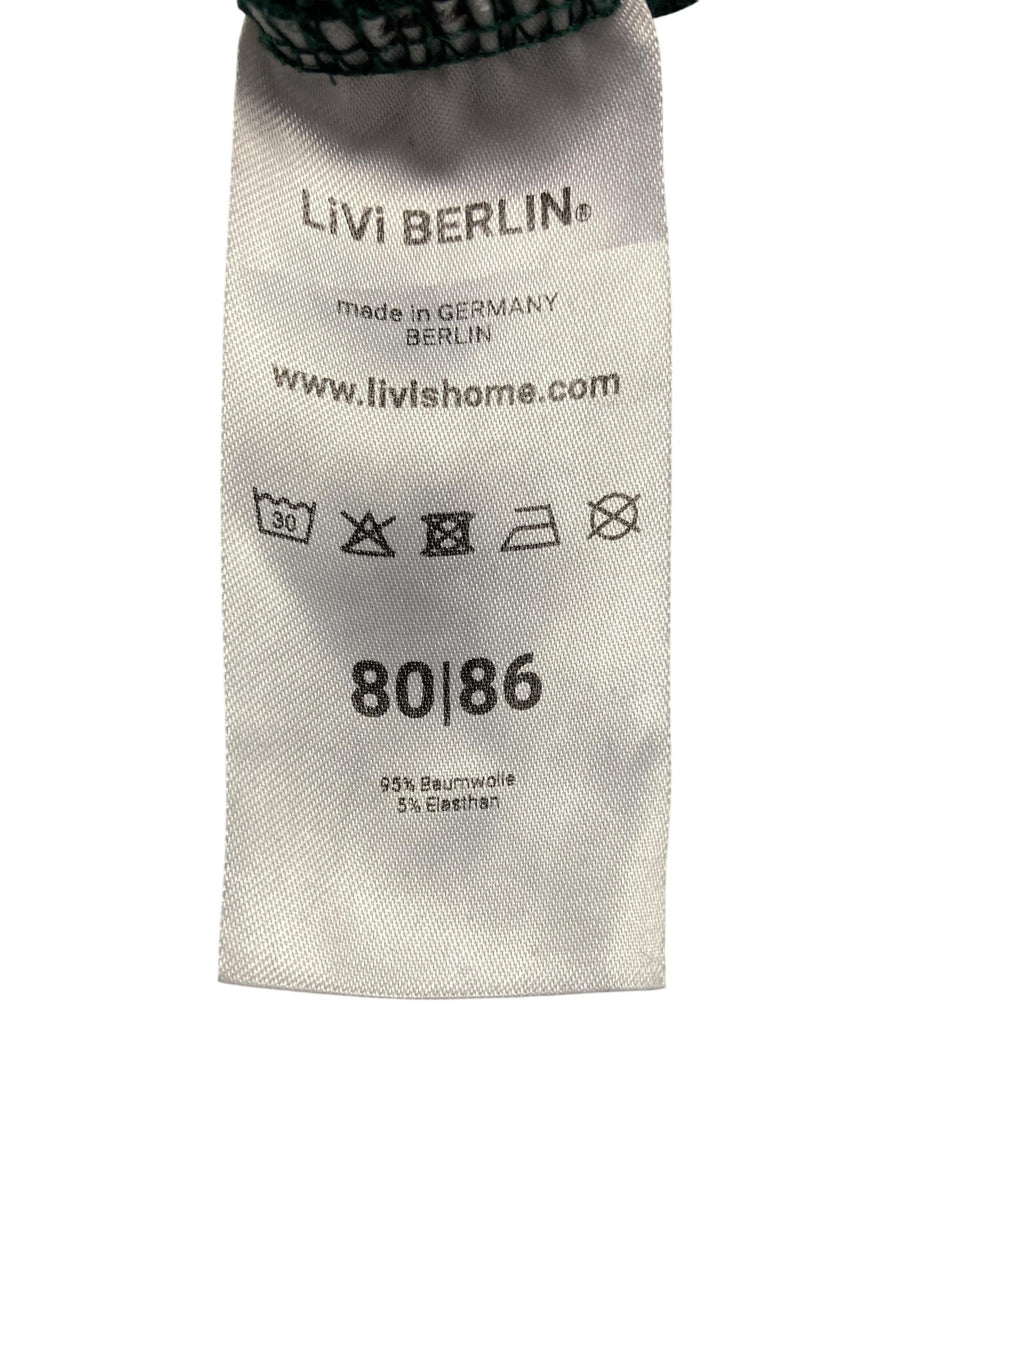 LiVi BERLIN®
made in GERMANY
BERLIN
www.livishome.com
30
80|86
95% Baumwolle
5% Elasthan